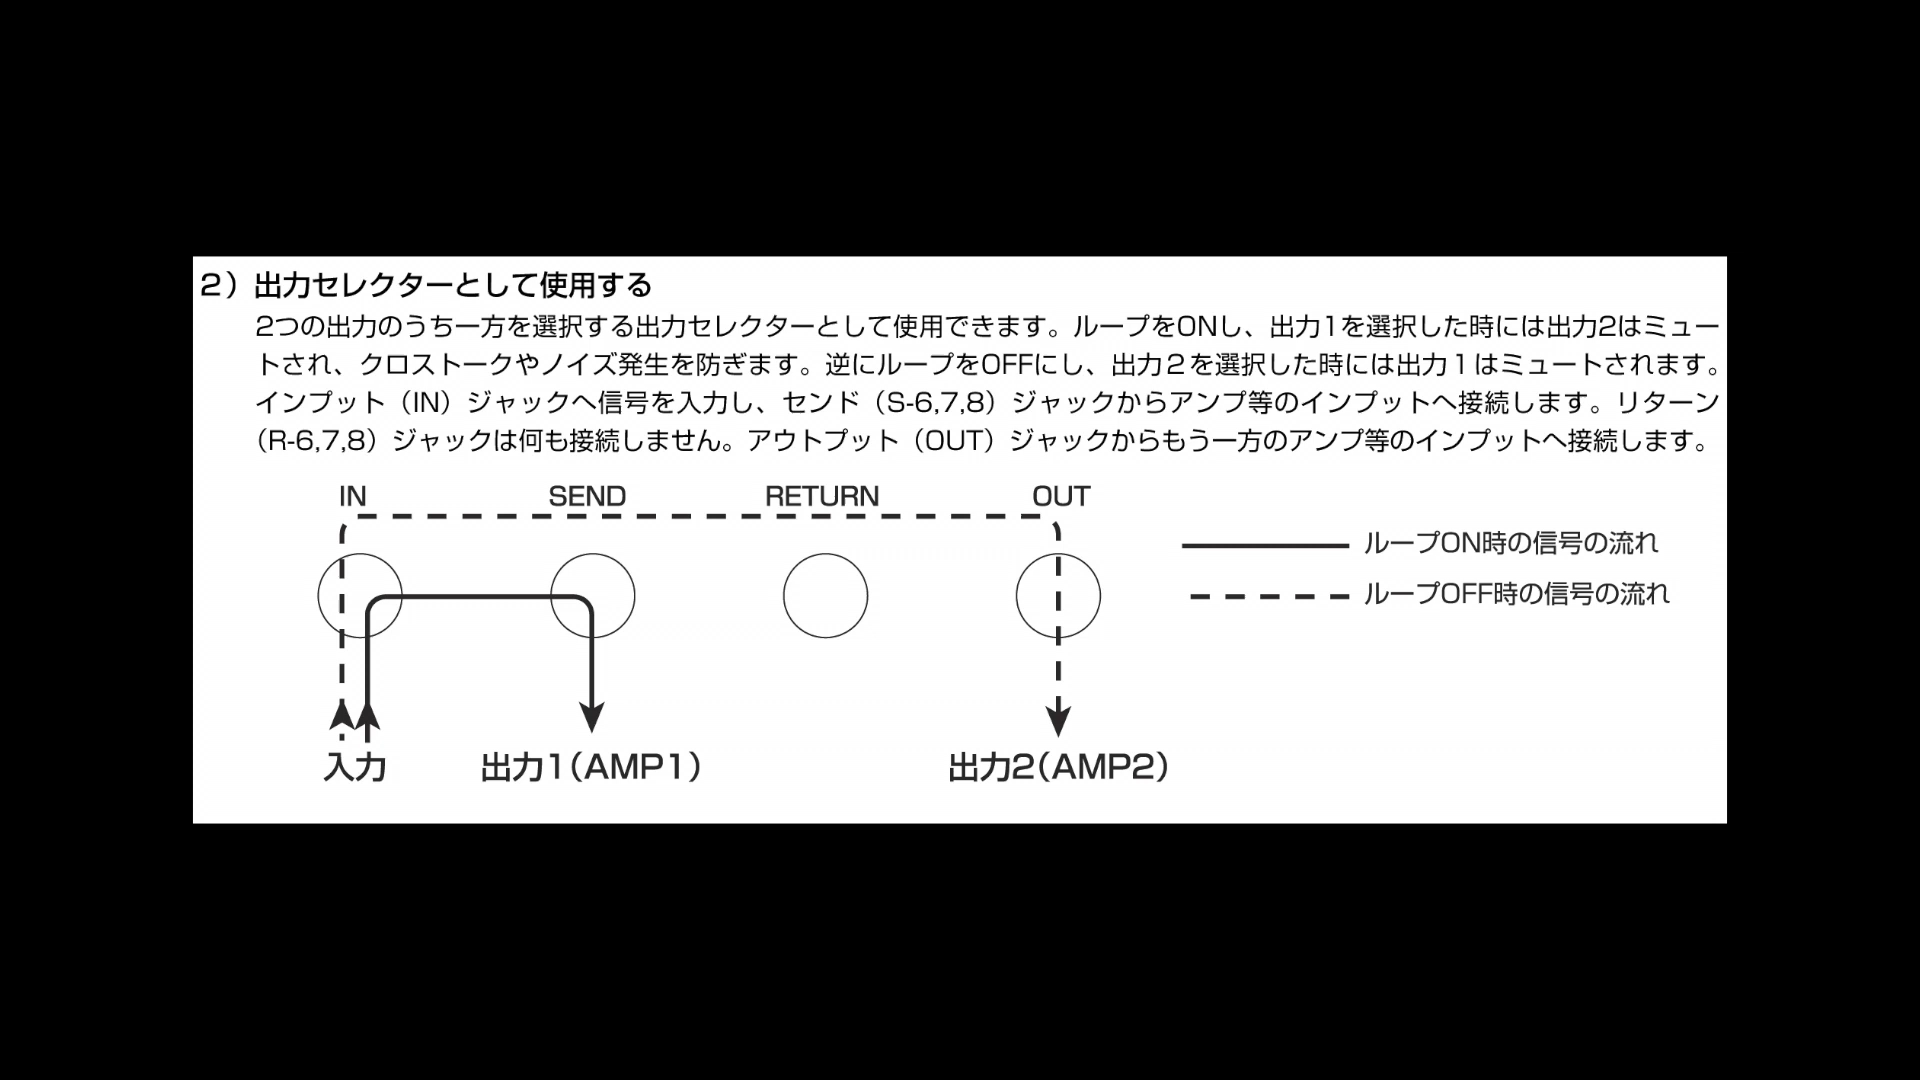 2）出力セレクターとして使用する
2つの出力のうち一方を選択する出力セレクターとして使用できます。ループをONし、出力1を選択した時には出力2はミュー
トされ、クロストークやノイズ発生を防ぎます。逆にループをOFFにし、出力２を選択した時には出力１はミュートされます。
インプット（IN）ジャックへ信号を入力し、センド（S-6,7,8）ジャックからアンプ等のインプットへ接続します。リターン
（R-6,7,8）ジャックは何も接続しません。アウトプット（OUT）ジャックからもう一方のアンプ等のインプットへ接続します。
IN SEND RETURN OUT
ループON時の信号の流れ
ループOFF時の信号の流れ
入力 出力1(AMP1) 出力2(AMP2)